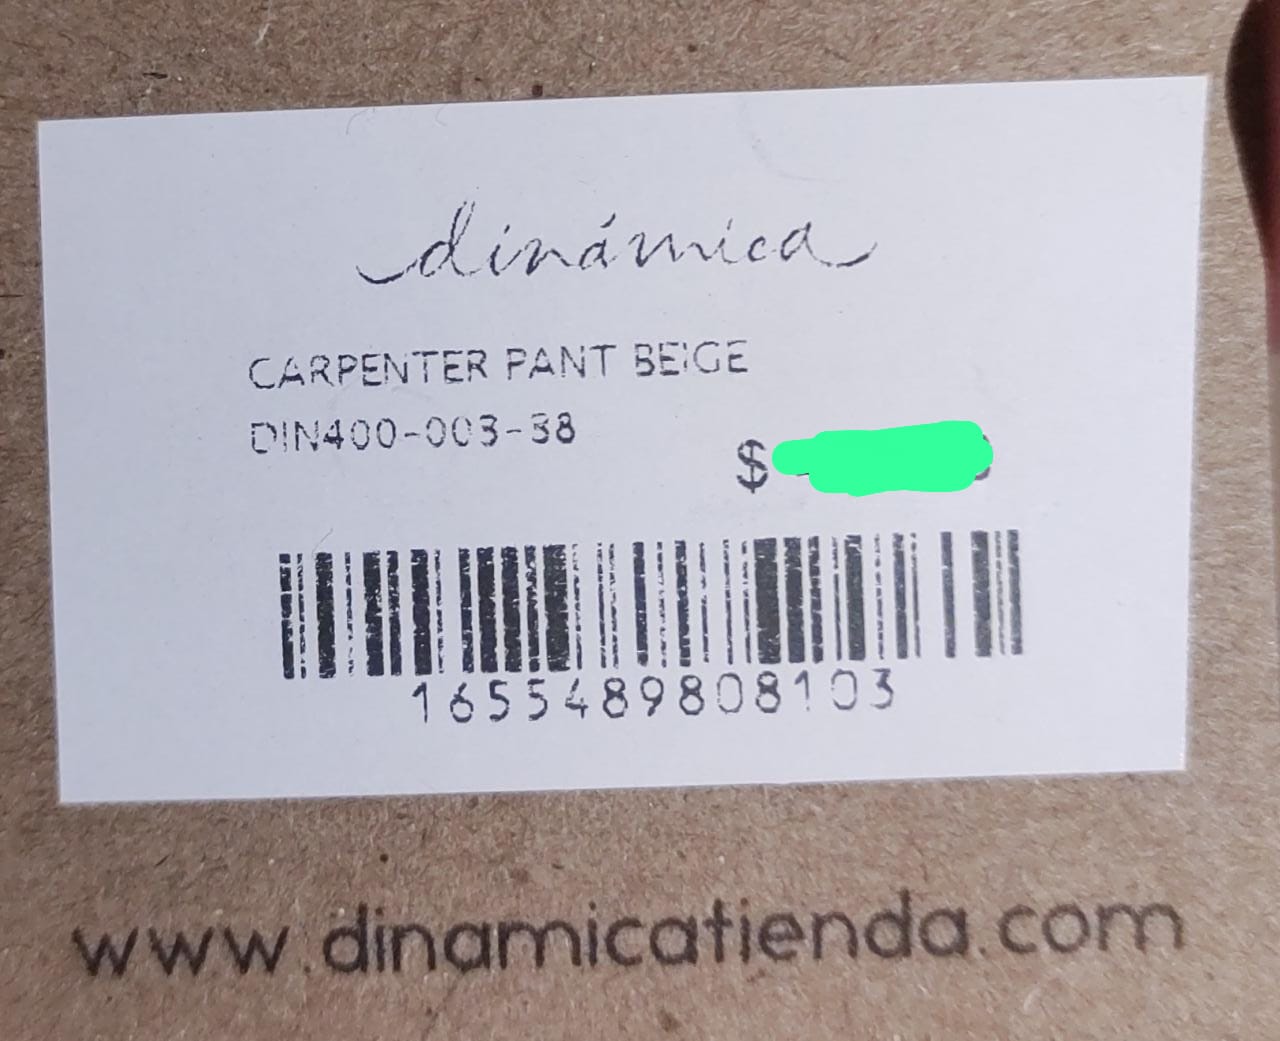 dinámica
CARPENTER PANT BEIGE
DIN400-003-38
$
1655489808103
www.dinamicatienda.com